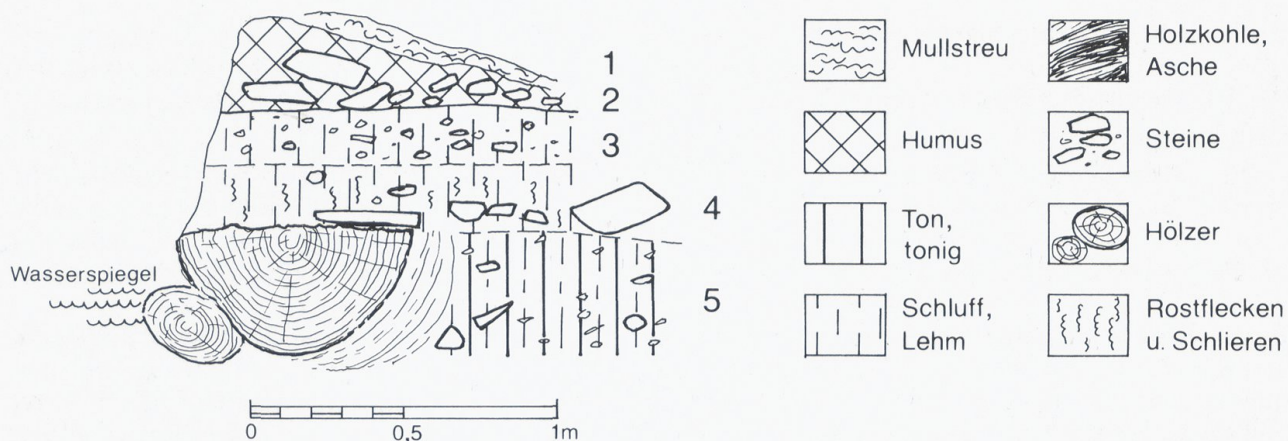 1
2
3
4
5
Wasserspiegel
0
0,5
1m
Mullstreu
Humus
Ton,
tonig
Schluff,
Lehm
Holzkohle,
Asche
Steine
Hölzer
Rostflecken
u. Schlieren